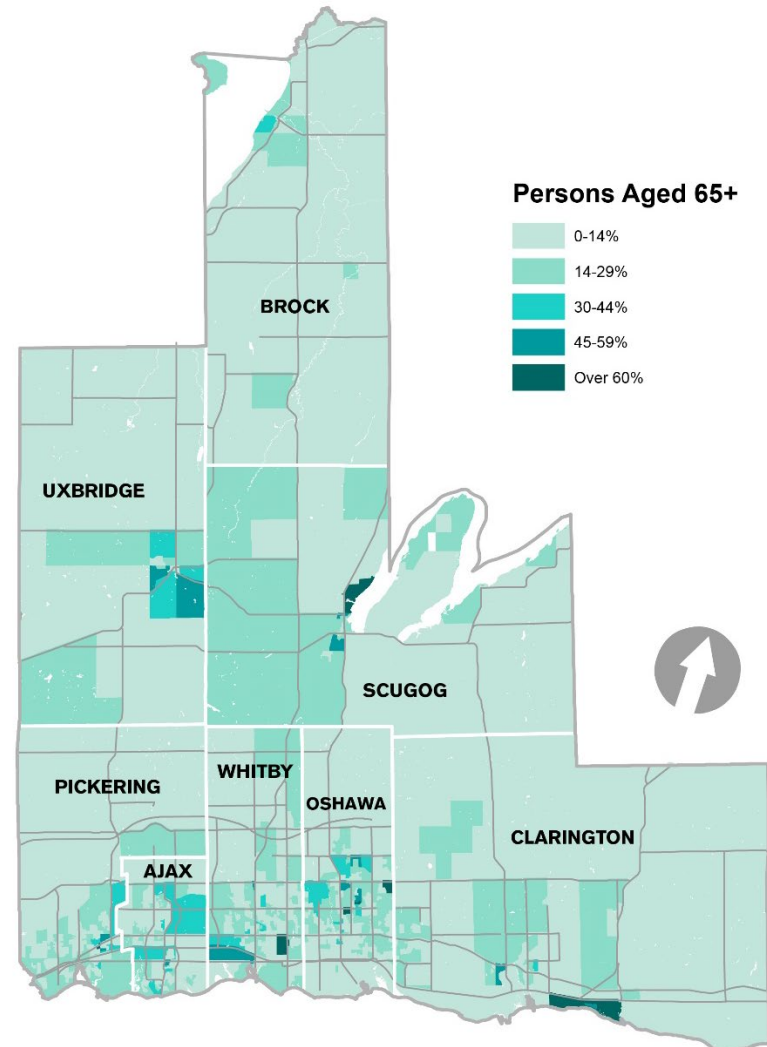 Persons Aged 65+
0-14%
14-29%
30-44%
45-59%
Over 60%
BROCK
UXBRIDGE
SCUGOG
PICKERING
WHITBY
OSHAWA
AJAX
CLARINGTON